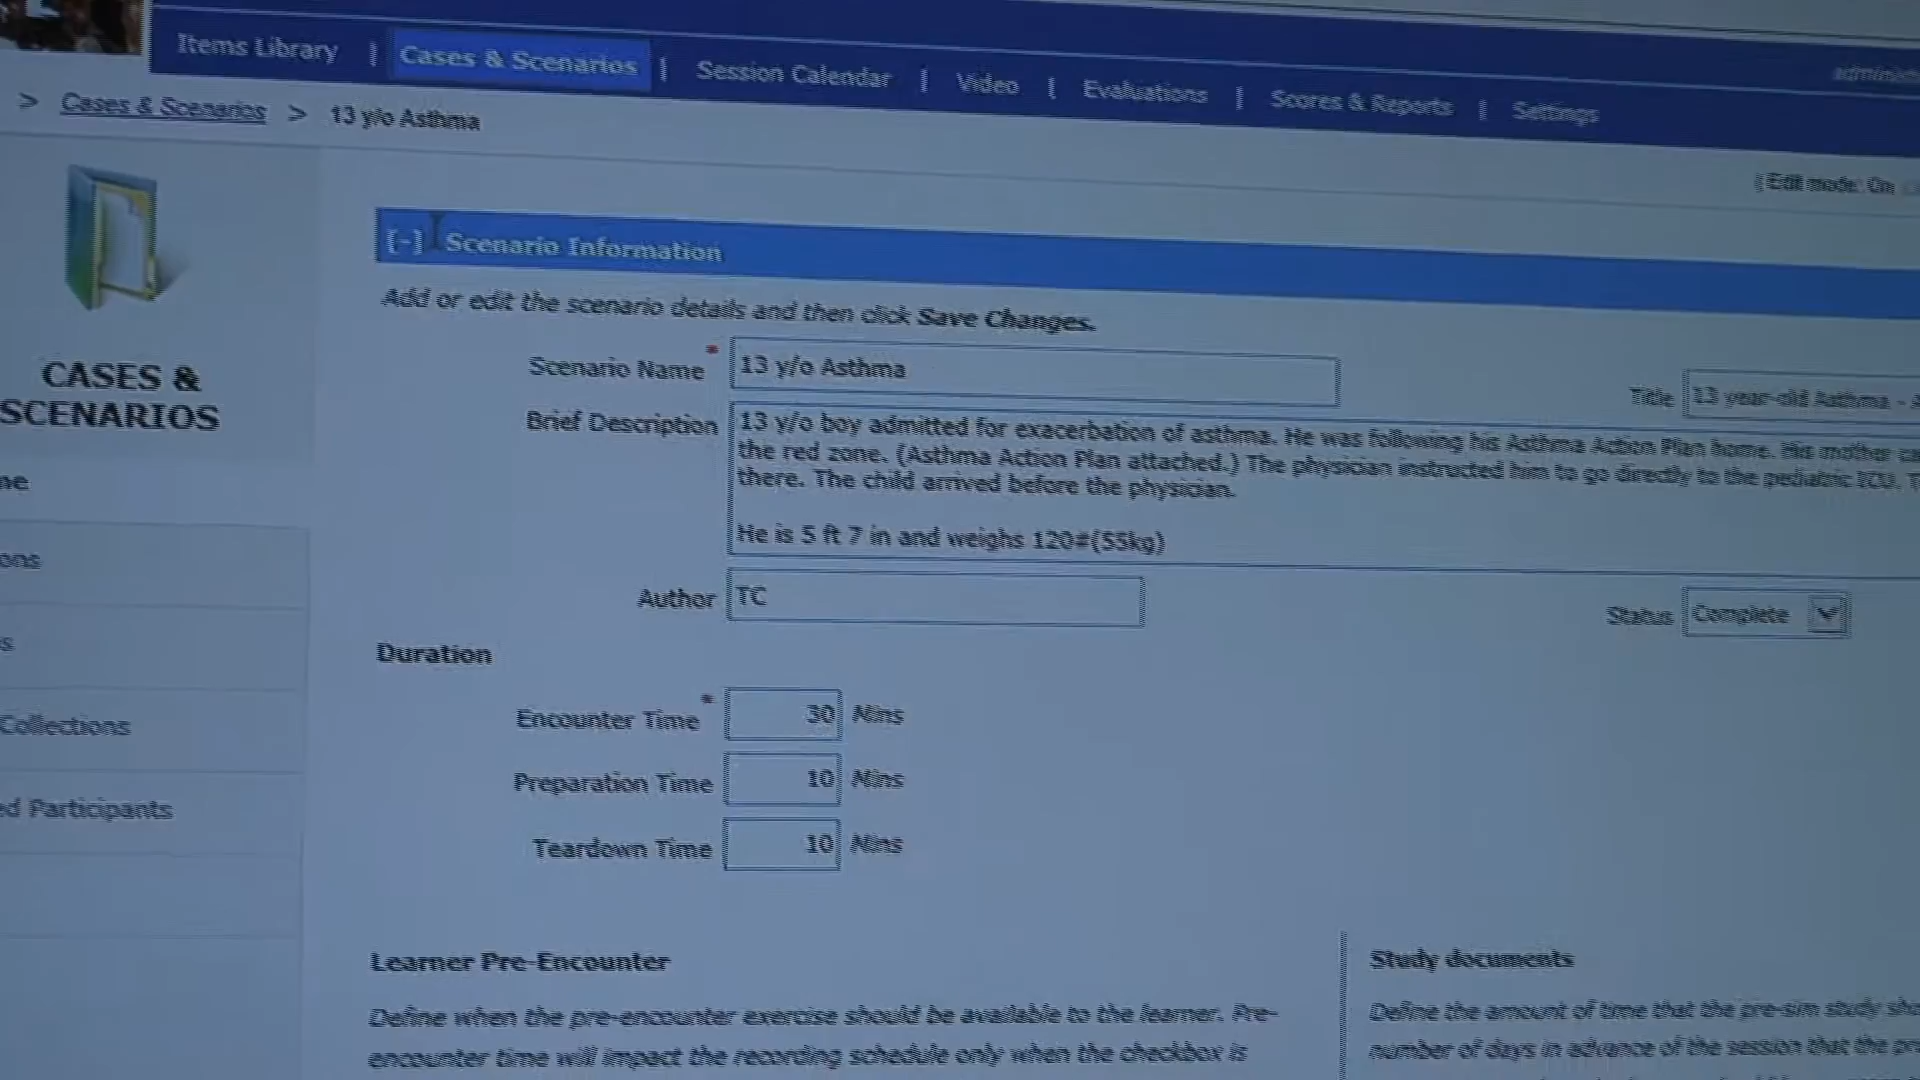 Items Library | Cases & Scenarios | Session Calendar | Video | Evaluations | Scores & Reports | Settings
> Cases & Scenarios > 13 y/o Asthma
( Edit mode: On
CASES &
SCENARIOS
[-] Scenario Information
Add or edit the scenario details and then click Save Changes.
Scenario Name * 13 y/o Asthma
Title 13 year-old Asthma -
Brief Description 13 y/o boy admitted for exacerbation of asthma. He was following his Asthma Action Plan home. His mother
the red zone. (Asthma Action Plan attached.) The physician instructed him to go directly to the pediatric ICU.
there. The child arrived before the physician.
He is 5 ft 7 in and weighs 120#(55kg)
Author TC
Status Complete
Duration
Encounter Time * 30 Mins
Preparation Time 10 Mins
Teardown Time 10 Mins
Collections
Participants
Learner Pre-Encounter
Define when the pre-encounter exercise should be available to the learner. Pre-
encounter time will impact the recording schedule only when the checkbox is
Study documents
Define the amount of time that the pre-sim study
number of days in advance of the session that the